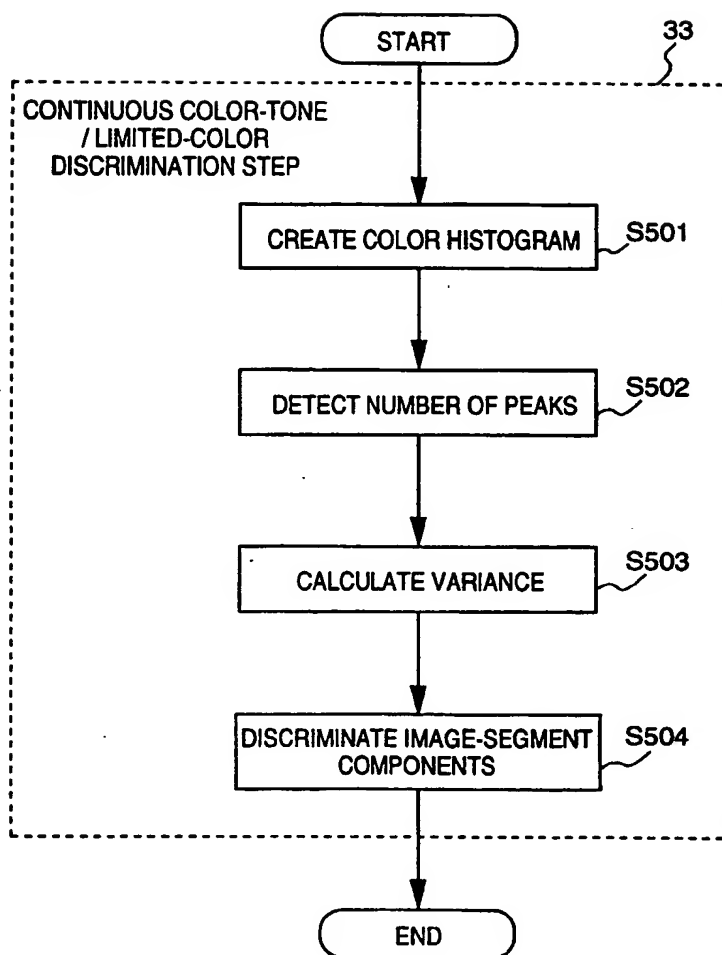 START
33
CONTINUOUS COLOR-TONE
/ LIMITED-COLOR
DISCRIMINATION STEP
CREATE COLOR HISTOGRAM
S501
DETECT NUMBER OF PEAKS
S502
CALCULATE VARIANCE
S503
DISCRIMINATE IMAGE-SEGMENT
COMPONENTS
S504
END